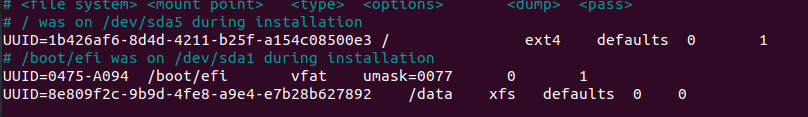 # <file system> <mount point> <type> <options> <dump> <pass>
# / was on /dev/sda5 during installation
UUID=1b426af6-8d4d-4211-b25f-a154c08500e3 / ext4 defaults 0 1
# /boot/efi was on /dev/sda1 during installation
UUID=0475-A094 /boot/efi vfat umask=0077 0 1
UUID=8e809f2c-9b9d-4fe8-a9e4-e7b28b627892 /data xfs defaults 0 0